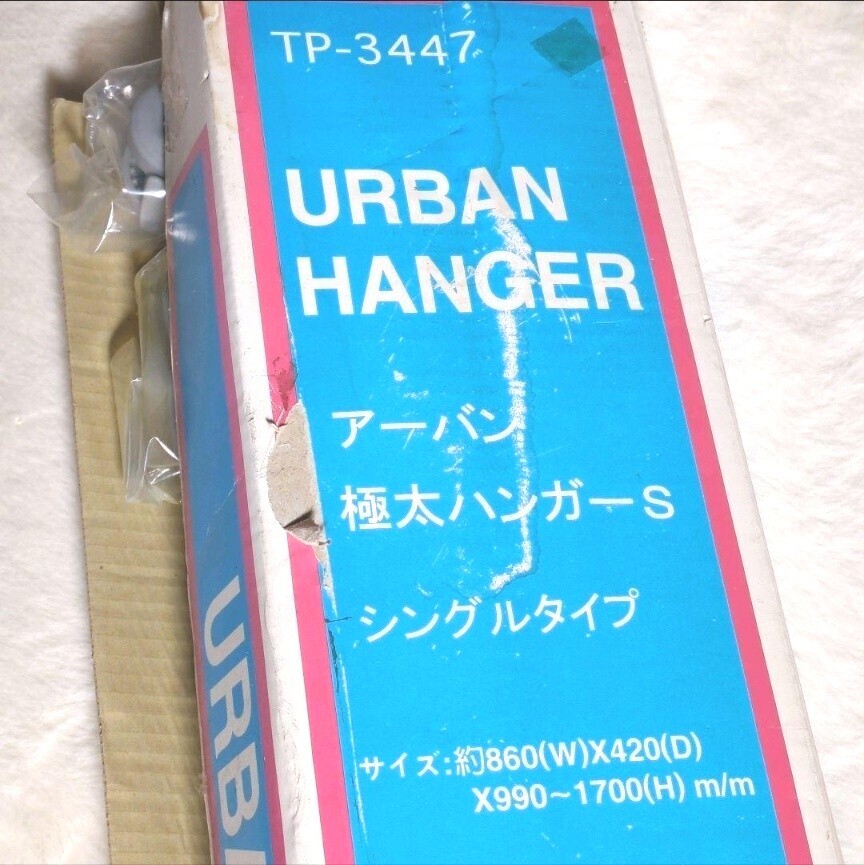 TP-3447
URBAN
HANGER
アーバン
極太ハンガーS
シングルタイプ
サイズ:約860(W)X420(D)
X990~1700(H) m/m
URBA